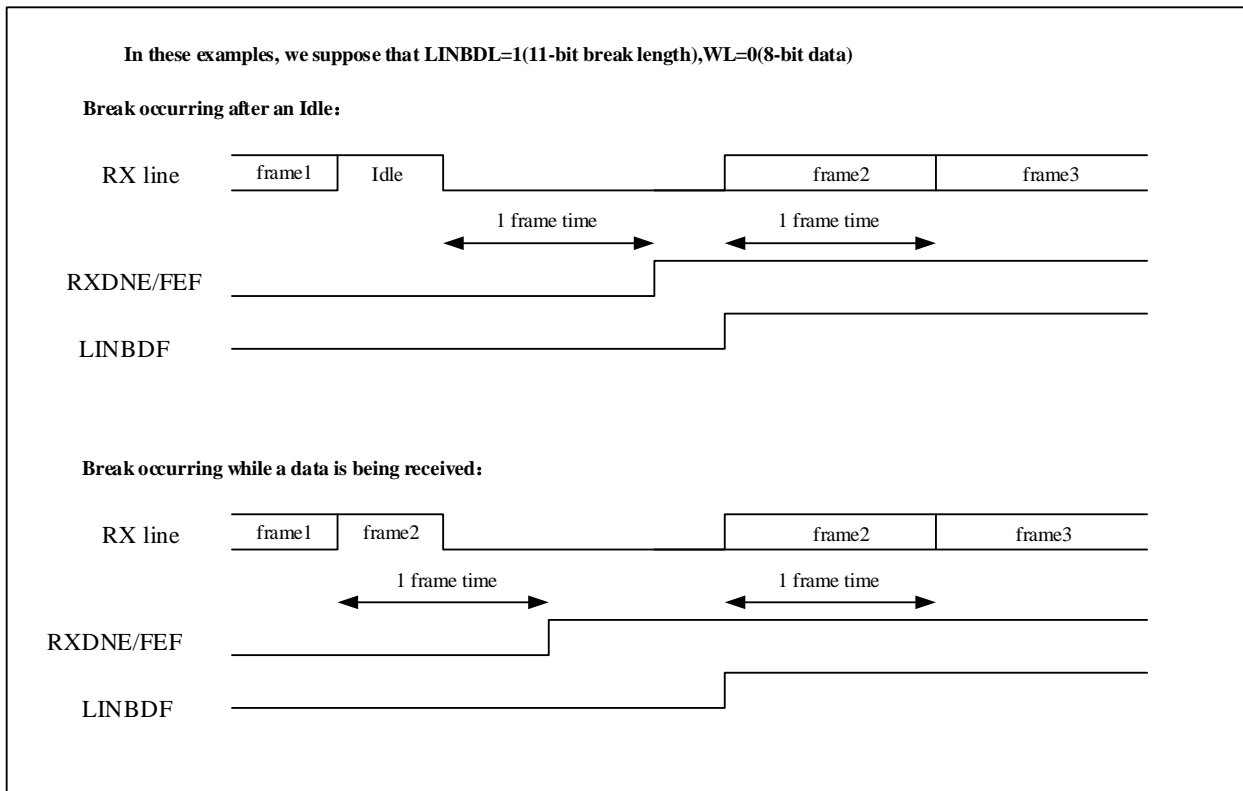 In these examples, we suppose that LINBDL=1(11-bit break length),WL=0(8-bit data)
Break occurring after an Idle：
RX line frame1 Idle frame2 frame3
1 frame time 1 frame time
RXDNE/FEF
LINBDF
Break occurring while a data is being received：
RX line frame1 frame2 frame2 frame3
1 frame time 1 frame time
RXDNE/FEF
LINBDF